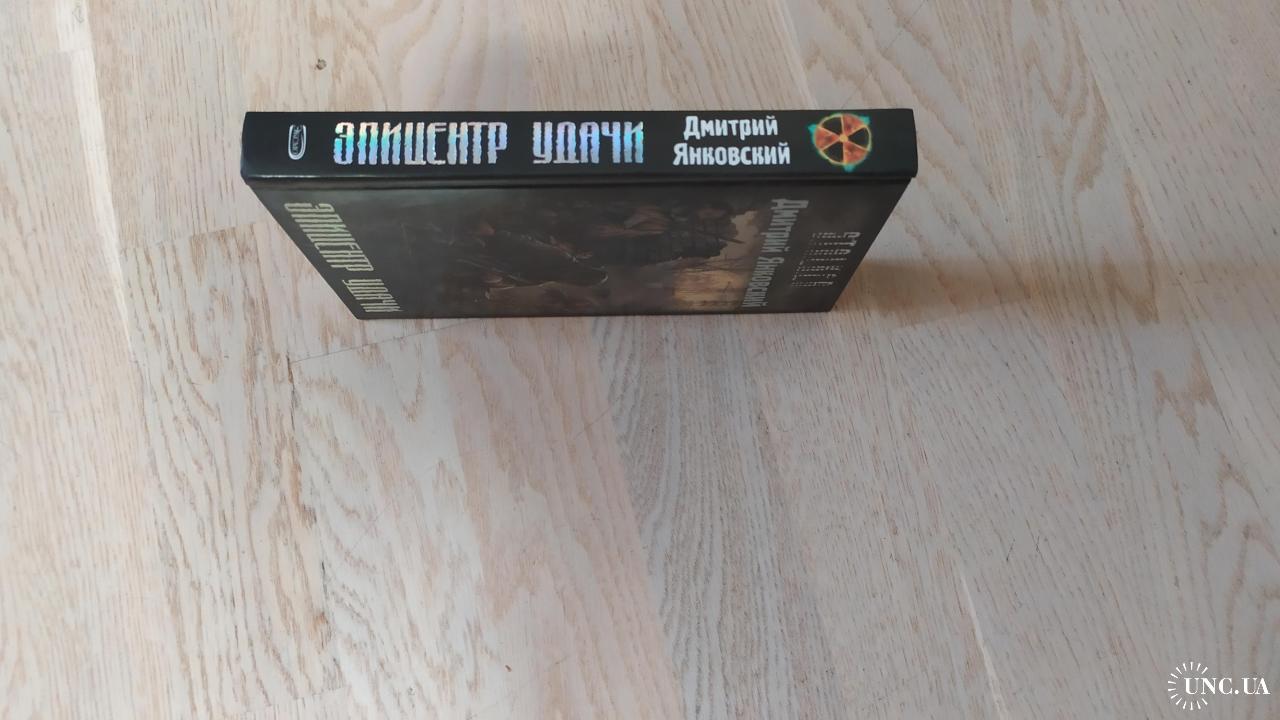 ЭПИЦЕНТР УДАЧИ
Дмитрий
Янковский
ЭПИЦЕНТР УДАЧИ
Дмитрий Янковский
UNC.UA